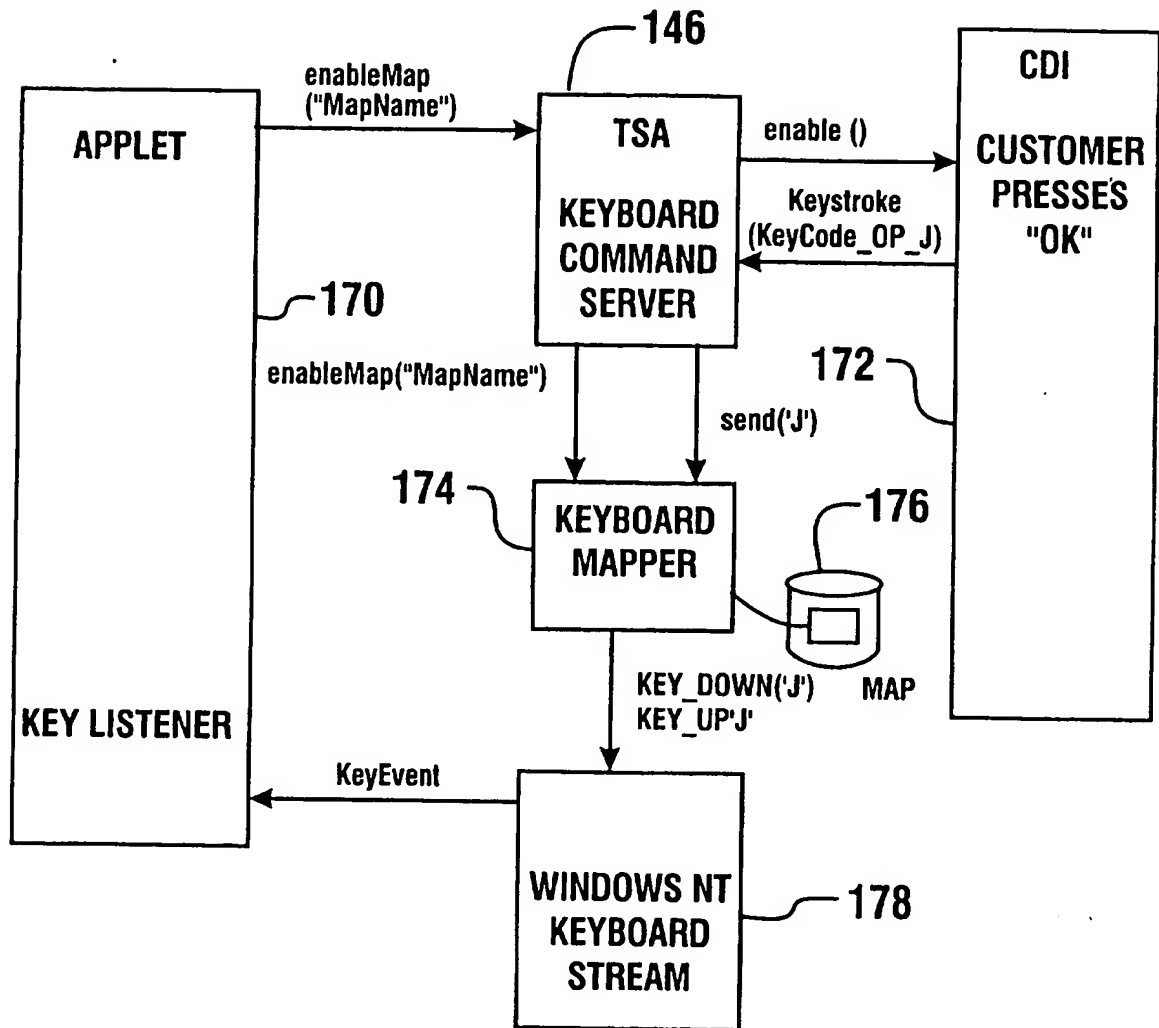 146
enableMap
("MapName")
APPLET
TSA
KEYBOARD
COMMAND
SERVER
enable ()
Keystroke
(KeyCode_OP_J)
CDI
CUSTOMER
PRESSE'S
"OK"
170
172
enableMap("MapName")
send('J')
174
KEYBOARD
MAPPER
176
MAP
KEY_DOWN('J')
KEY_UP'J'
KEY LISTENER
KeyEvent
WINDOWS NT
KEYBOARD
STREAM
178